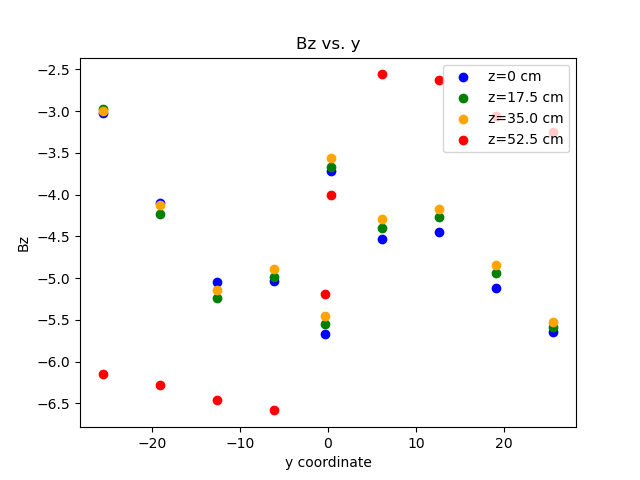 Bz vs. y
z=0 cm
z=17.5 cm
z=35.0 cm
z=52.5 cm
Bz
−2.5
−3.0
−3.5
−4.0
−4.5
−5.0
−5.5
−6.0
−6.5
−20
−10
0
10
20
y coordinate